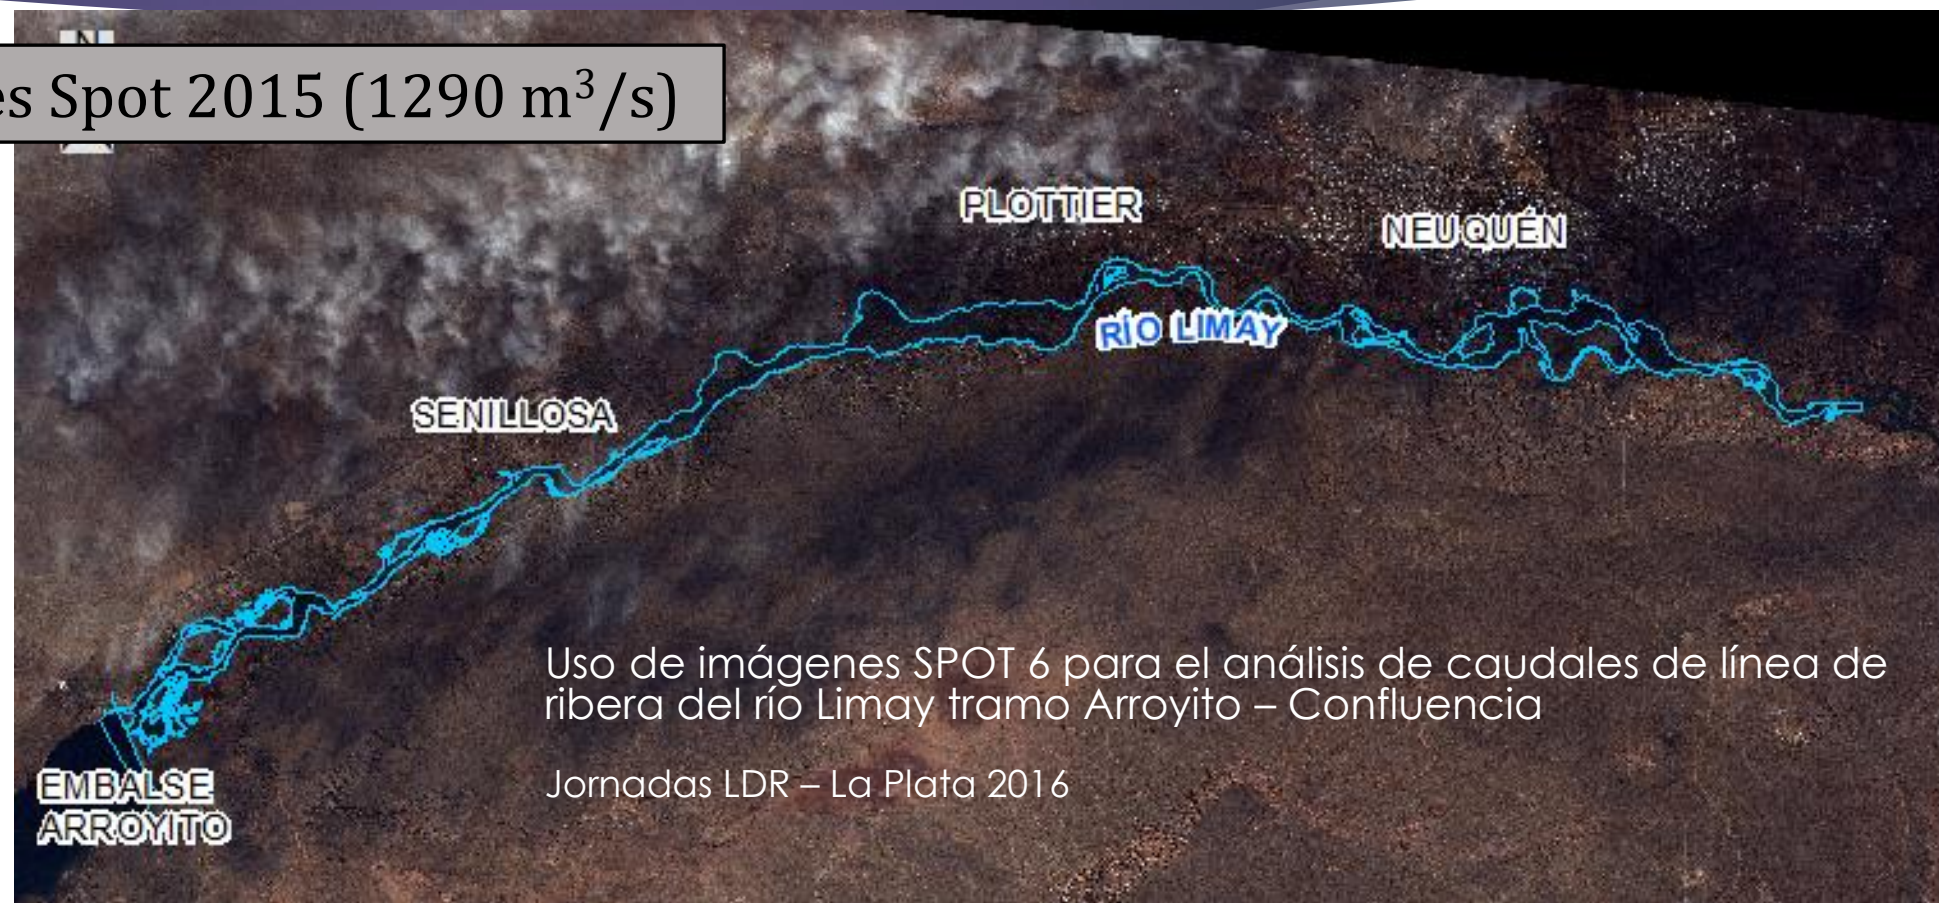 N
es Spot 2015 (1290 m³/s)
PLOTTIER
NEUQUÉN
RÍO LIMAY
SENILLOSA
Uso de imágenes SPOT 6 para el análisis de caudales de línea de
ribera del río Limay tramo Arroyito – Confluencia
Jornadas LDR – La Plata 2016
EMBALSE
ARROYITO